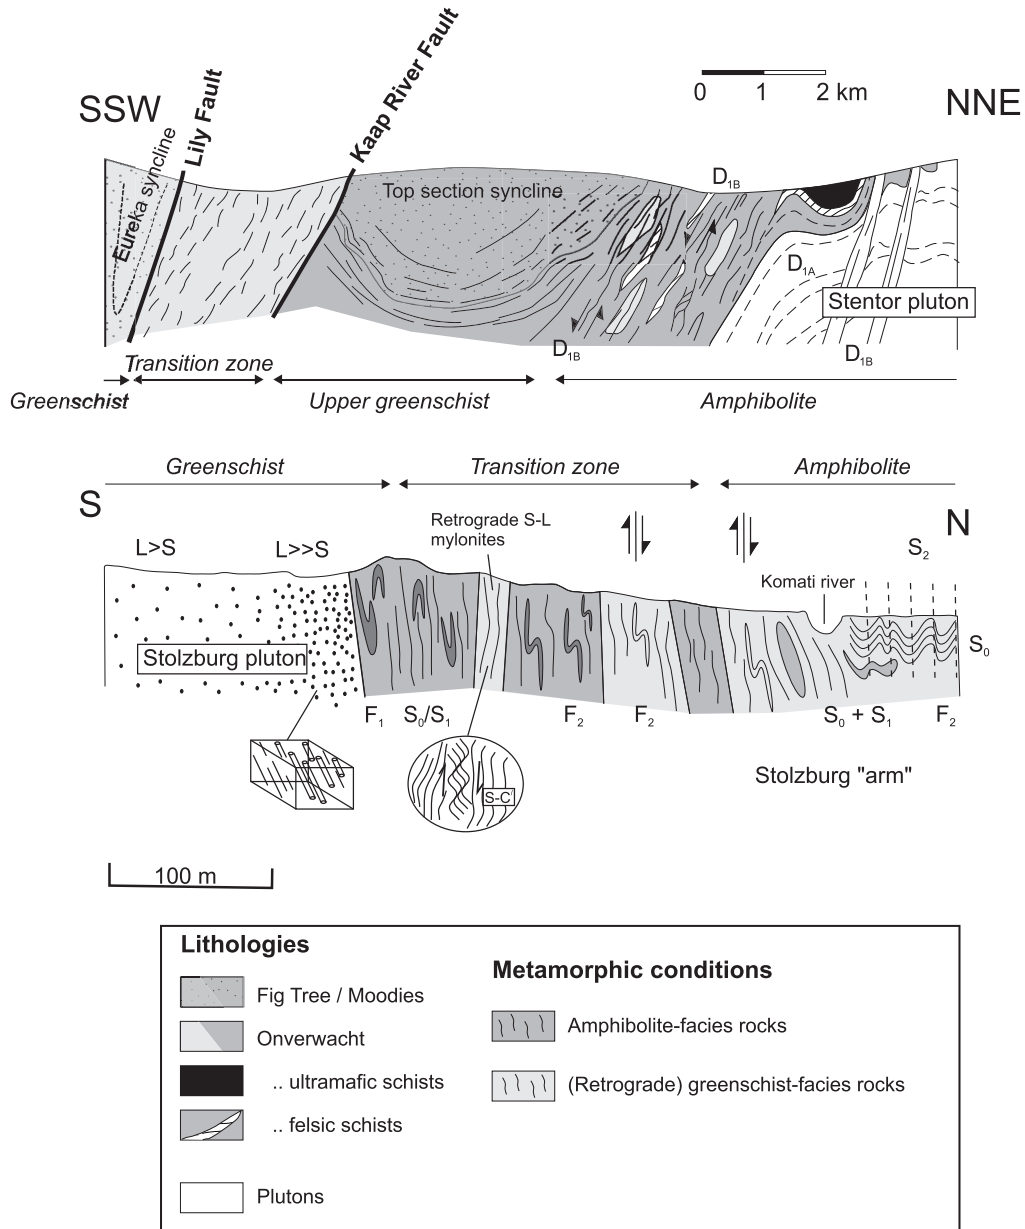 SSW
Eureka syncline
Lily Fault
Kaap River Fault
0 1 2 km
NNE
Top section syncline
D1B
D1A
Stentor pluton
D1B
D1B
Transition zone
Greenschist
Upper greenschist
Amphibolite
Greenschist
Transition zone
Amphibolite
S
N
Retrograde S-L
mylonites
L>S
L>>S
S2
Komati river
Stolzburg pluton
S0
F1
S0/S1
F2
F2
S0 + S1
F2
S-C
Stolzburg "arm"
100 m
Lithologies
Metamorphic conditions
Fig Tree / Moodies
Onverwacht
.. ultramafic schists
.. felsic schists
Plutons
Amphibolite-facies rocks
(Retrograde) greenschist-facies rocks